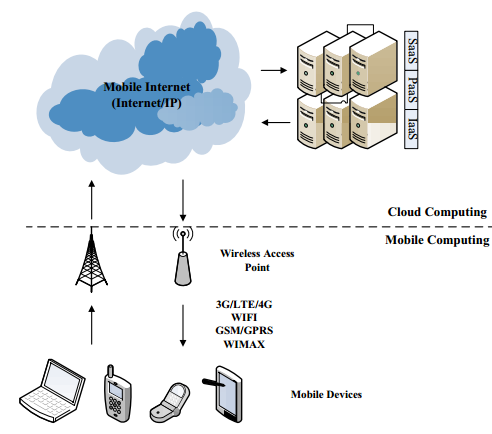 Mobile Internet
(Internet/IP)
SaaS
PaaS
IaaS
Cloud Computing
Mobile Computing
Wireless Access
Point
3G/LTE/4G
WIFI
GSM/GPRS
WIMAX
Mobile Devices